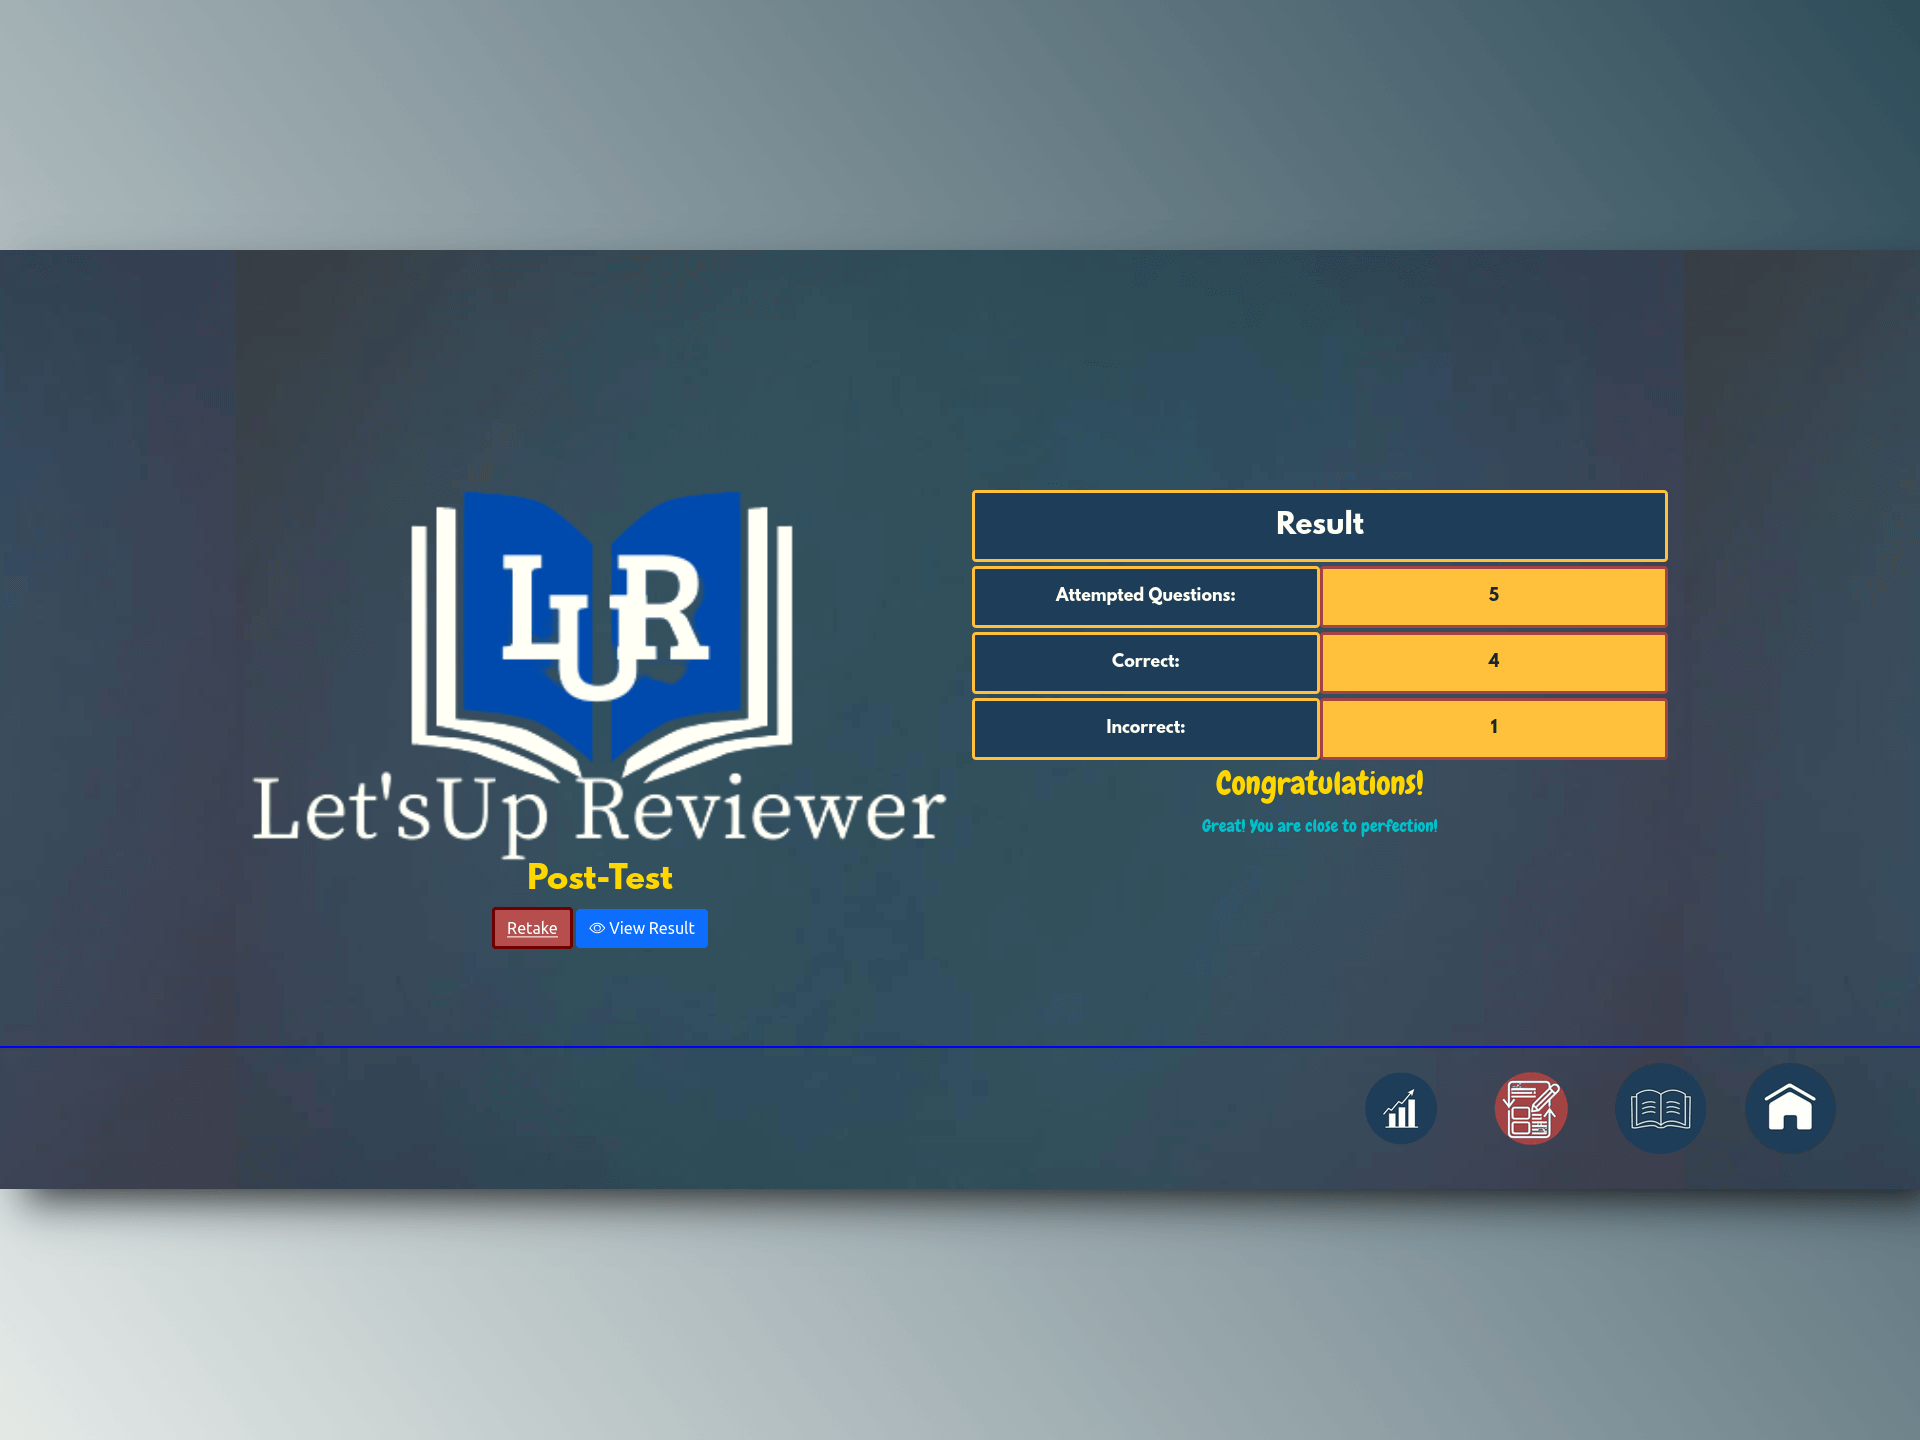 LUR
Let'sUp Reviewer
Post-Test
Retake
View Result
Result
Attempted Questions: 5
Correct: 4
Incorrect: 1
Congratulations!
Great! You are close to perfection!